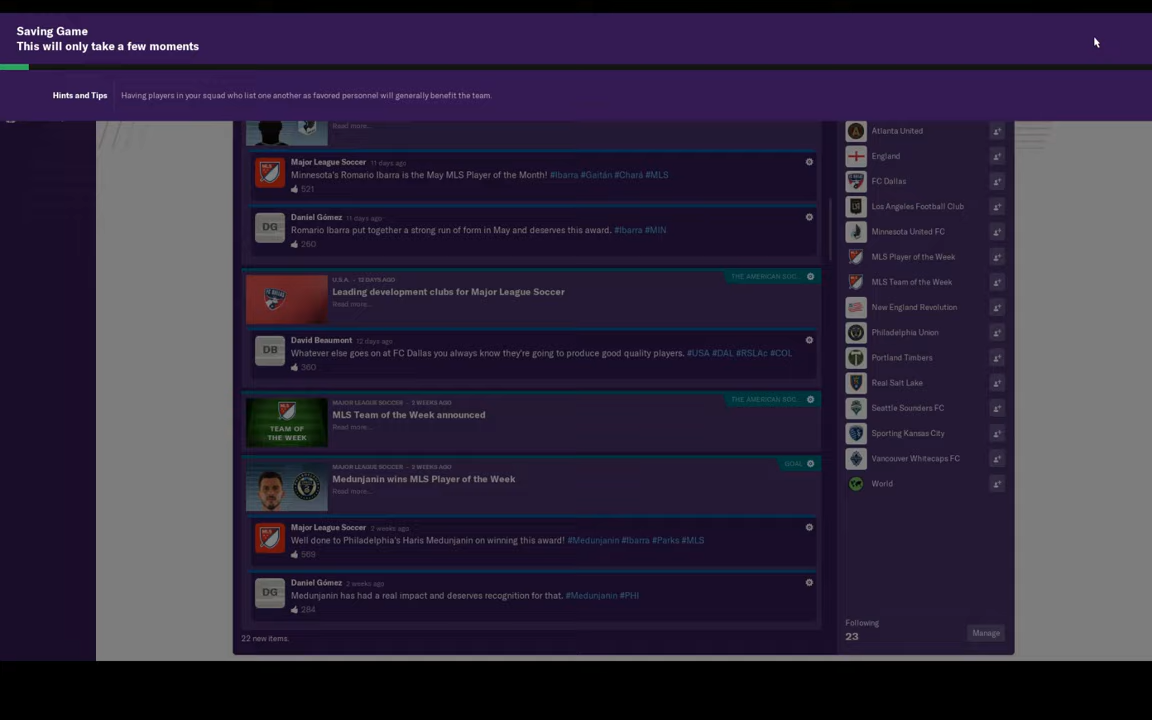 Saving Game
This will only take a few moments
Hints and Tips
Having players in your squad who list one another as favored personnel will generally benefit the team.
Read more...
Major League Soccer 11 days ago
Minnesota's Romario Ibarra is the May MLS Player of the Month! #Ibarra #Gaitán #Chará #MLS
521
DG
Daniel Gómez 11 days ago
Romario Ibarra put together a strong run of form in May and deserves this award. #Ibarra #MIN
260
U.S.A. - 12 DAYS AGO
THE AMERICAN SOC...
Leading development clubs for Major League Soccer
Read more...
DB
David Beaumont 12 days ago
Whatever else goes on at FC Dallas you always know they're going to produce good quality players. #USA #DAL #RSLAc #COL
360
MAJOR LEAGUE SOCCER - 2 WEEKS AGO
THE AMERICAN SOC...
MLS Team of the Week announced
Read more...
TEAM OF
THE WEEK
MAJOR LEAGUE SOCCER - 2 WEEKS AGO
GOAL
Medunjanin wins MLS Player of the Week
Read more...
Major League Soccer 2 weeks ago
Well done to Philadelphia's Haris Medunjanin on winning this award! #Medunjanin #Ibarra #Parks #MLS
569
DG
Daniel Gómez 2 weeks ago
Medunjanin has had a real impact and deserves recognition for that. #Medunjanin #PHI
284
22 new items.
Atlanta United
England
FC Dallas
Los Angeles Football Club
Minnesota United FC
MLS Player of the Week
MLS Team of the Week
New England Revolution
Philadelphia Union
Portland Timbers
Real Salt Lake
Seattle Sounders FC
Sporting Kansas City
Vancouver Whitecaps FC
World
Following
23
Manage